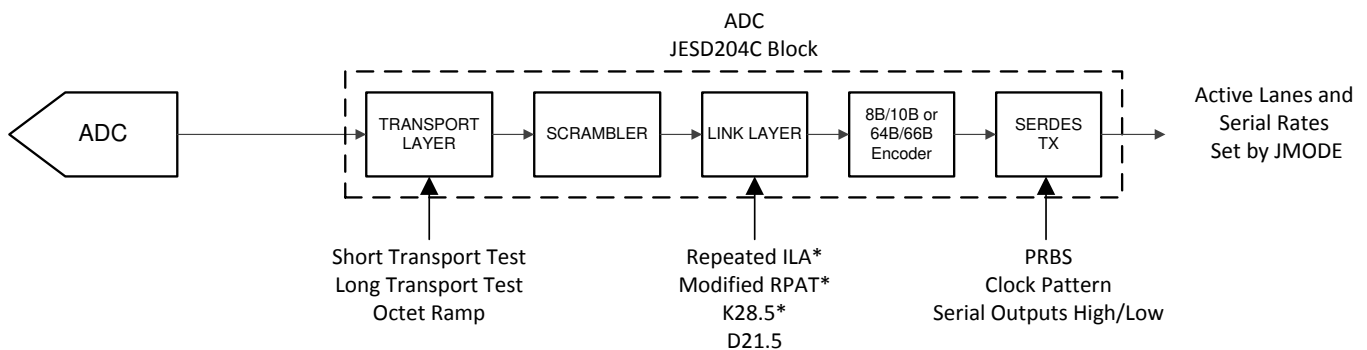 ADC
JESD204C Block
ADC
TRANSPORT
LAYER
SCRAMBLER
LINK LAYER
8B/10B or
64B/66B
Encoder
SERDES
TX
Active Lanes and
Serial Rates
Set by JMODE
Short Transport Test
Long Transport Test
Octet Ramp
Repeated ILA*
Modified RPAT*
K28.5*
D21.5
PRBS
Clock Pattern
Serial Outputs High/Low